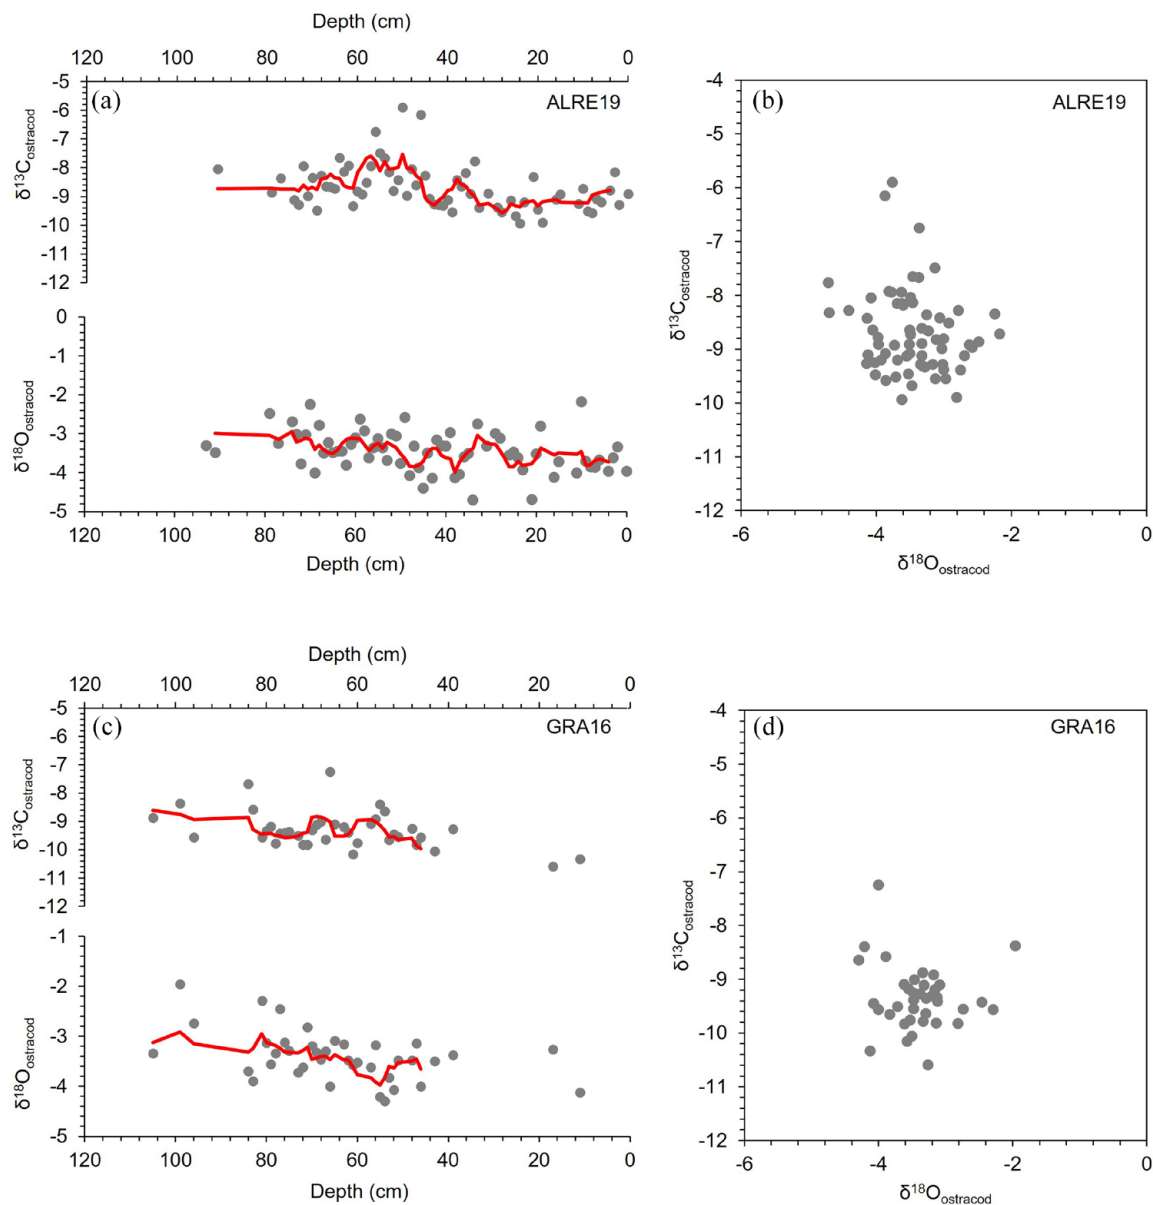 Depth (cm)
120 100 80 60 40 20 0
(a) ALRE19
δ¹³Costracod
-5
-6
-7
-8
-9
-10
-11
-12
δ¹⁸Oostracod
0
-1
-2
-3
-4
-5
120 100 80 60 40 20 0
Depth (cm)
(b) ALRE19
δ¹³Costracod
-4
-5
-6
-7
-8
-9
-10
-11
-12
-6 -4 -2 0
δ¹⁸Oostracod
Depth (cm)
120 100 80 60 40 20 0
(c) GRA16
δ¹³Costracod
-5
-6
-7
-8
-9
-10
-11
-12
δ¹⁸Oostracod
-1
-2
-3
-4
-5
120 100 80 60 40 20 0
Depth (cm)
(d) GRA16
δ¹³Costracod
-4
-5
-6
-7
-8
-9
-10
-11
-12
-6 -4 -2 0
δ¹⁸Oostracod